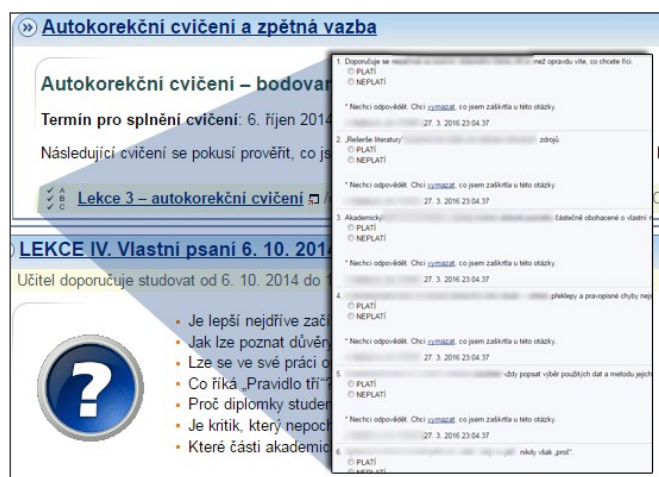 Autokorekční cvičení a zpětná vazba
Autokorekční cvičení – bodovan
Termín pro splnění cvičení: 6. říjen 2014
Následující cvičení se pokusí prověřit, co js
A
B
C
Lekce 3 – autokorekční cvičení
LEKCE IV. Vlastní psaní 6. 10. 2014
Učitel doporučuje studovat od 6. 10. 2014 do 1
Je lepší nejdříve začí
Jak lze poznat důvěry
Lze se ve své práci o
Co říká „Pravidlo tří“?
Proč diplomky studen
Je kritik, který nepoch
Které části akademic
1. Doporučuje se než opravdu víte, co chcete říci.
PLATÍ
NEPLATÍ
* Nechci odpovědět. Chci vymazat, co jsem zaškrtla u této otázky.
27. 3. 2016 23.04.37
2. „Rešerše literatury“ zdrojů.
PLATÍ
NEPLATÍ
* Nechci odpovědět. Chci vymazat, co jsem zaškrtla u této otázky.
27. 3. 2016 23.04.37
3. Akademický částečně obohacené o vlastní n
PLATÍ
NEPLATÍ
* Nechci odpovědět. Chci vymazat, co jsem zaškrtla u této otázky.
27. 3. 2016 23.04.37
4. překlepy a pravopisné chyby nejs
PLATÍ
NEPLATÍ
* Nechci odpovědět. Chci vymazat, co jsem zaškrtla u této otázky.
27. 3. 2016 23.04.37
5. vždy popsat výběr použitých dat a metodu jejich
PLATÍ
NEPLATÍ
* Nechci odpovědět. Chci vymazat, co jsem zaškrtla u této otázky.
27. 3. 2016 23.04.37
6. nikdy však „proč“.
PLATÍ
NEPLATÍ